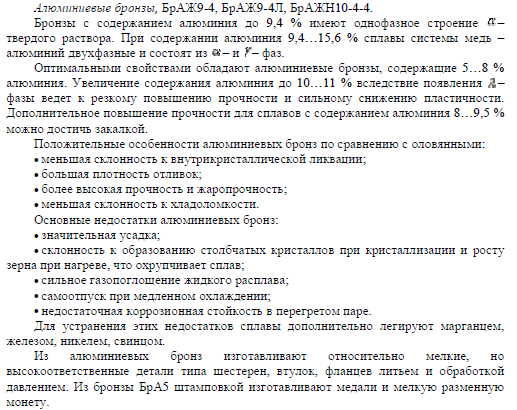 Алюминиевые бронзы, БрАЖ9-4, БрАЖ9-4Л, БрАЖН10-4-4.
Бронзы с содержанием алюминия до 9,4 % имеют однофазное строение α–
твердого раствора. При содержании алюминия 9,4…15,6 % сплавы системы медь –
алюминий двухфазные и состоят из α – и γ – фаз.
Оптимальными свойствами обладают алюминиевые бронзы, содержащие 5…8 %
алюминия. Увеличение содержания алюминия до 10…11 % вследствие появления –
фазы ведет к резкому повышению прочности и сильному снижению пластичности.
Дополнительное повышение прочности для сплавов с содержанием алюминия 8…9,5 %
можно достичь закалкой.
Положительные особенности алюминиевых бронз по сравнению с оловянными:
• меньшая склонность к внутрикристаллической ликвации;
• большая плотность отливок;
• более высокая прочность и жаропрочность;
• меньшая склонность к хладоломкости.
Основные недостатки алюминиевых бронз:
• значительная усадка;
• склонность к образованию столбчатых кристаллов при кристаллизации и росту
зерна при нагреве, что охрупчивает сплав;
• сильное газопоглощение жидкого расплава;
• самоотпуск при медленном охлаждении;
• недостаточная коррозионная стойкость в перегретом паре.
Для устранения этих недостатков сплавы дополнительно легируют марганцем,
железом, никелем, свинцом.
Из алюминиевых бронз изготавливают относительно мелкие, но
высокоответственные детали типа шестерен, втулок, фланцев литьем и обработкой
давлением. Из бронзы БрА5 штамповкой изготавливают медали и мелкую разменную
монету.